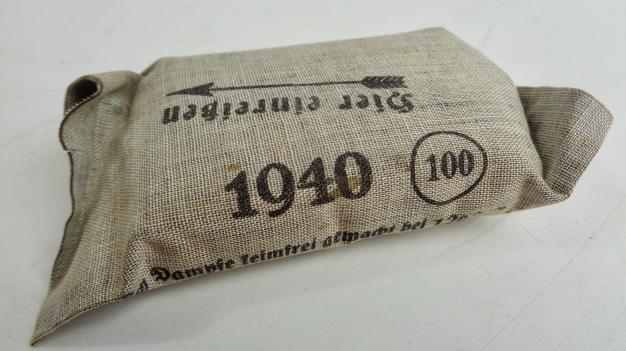 Hier einreißen
1940 100
Dampfe keimfrei gemacht bei